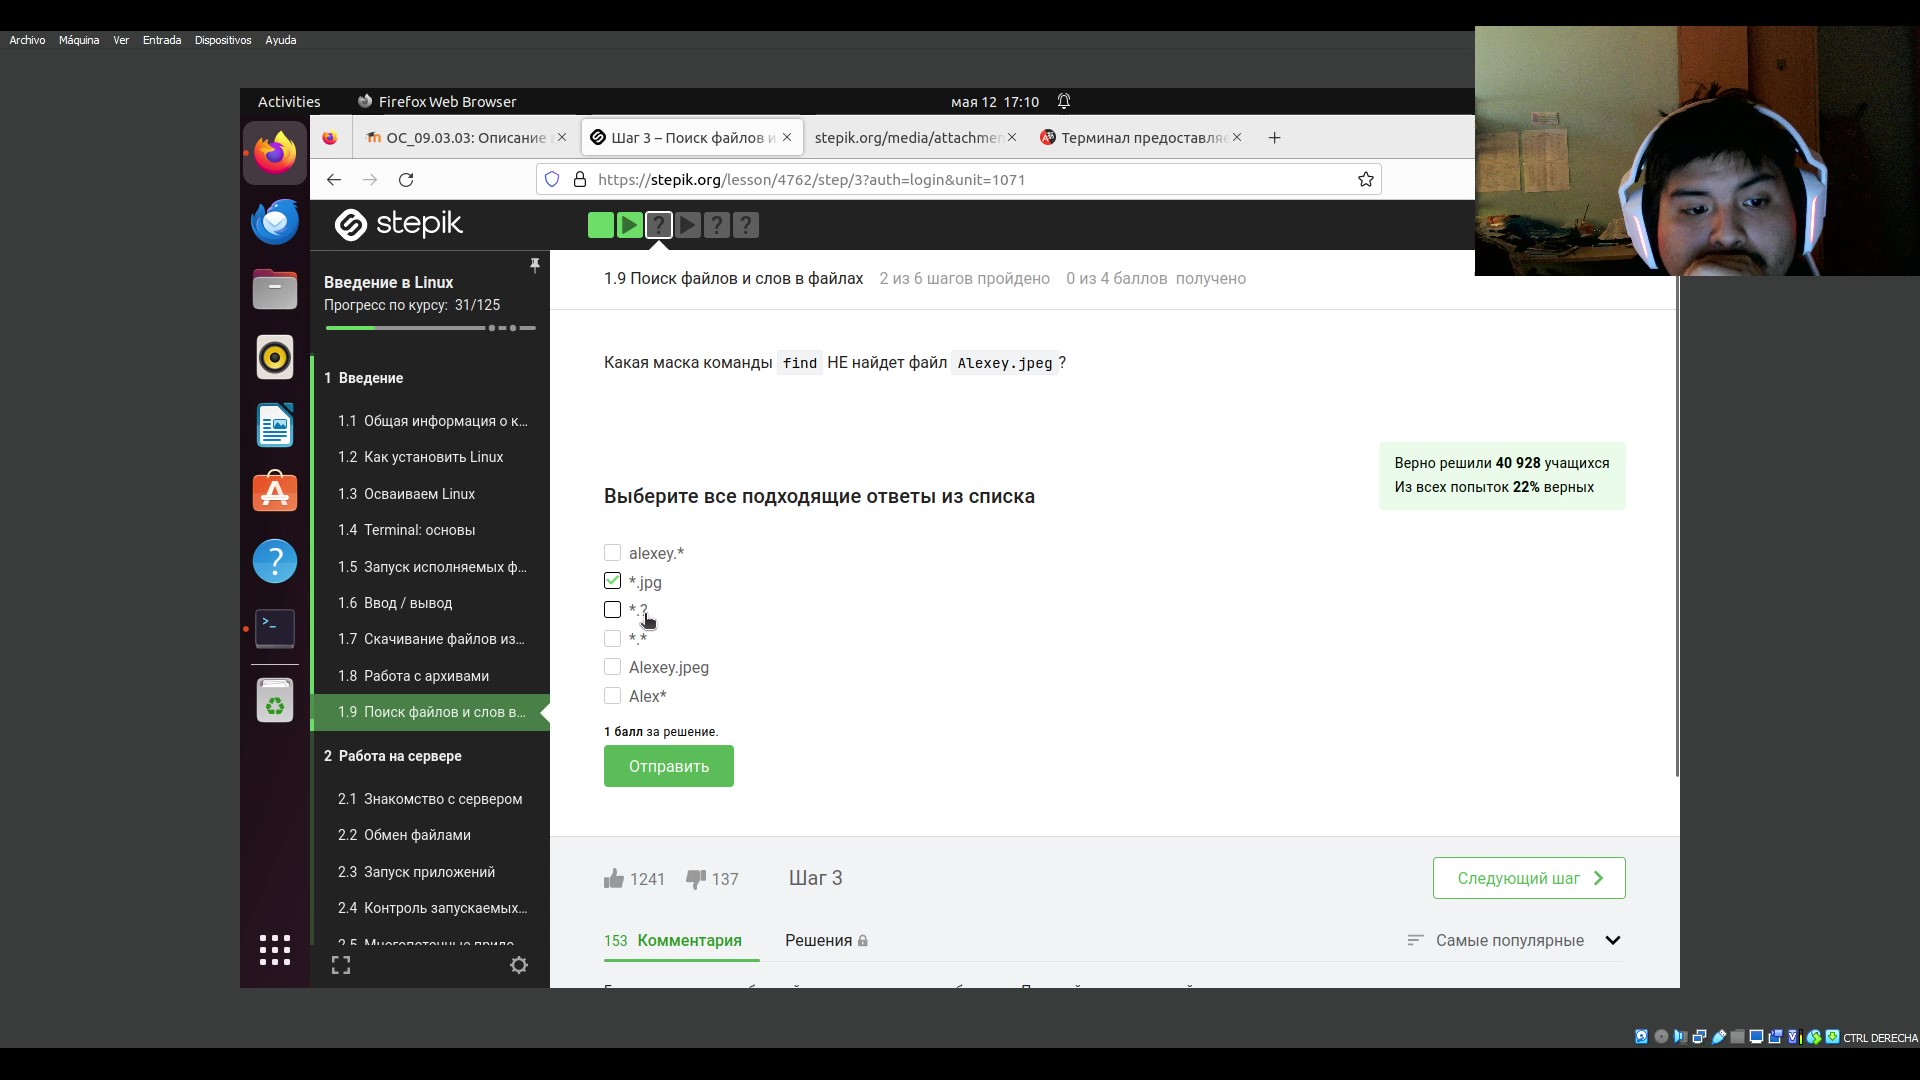 Archivo Máquina Ver Entrada Dispositivos Ayuda
Activities Firefox Web Browser мая 12 17:10
ОС_09.03.03: Описание Шаг 3 – Поиск файлов и stepik.org/media/attachmen Терминал предоставля
https://stepik.org/lesson/4762/step/3?auth=login&unit=1071
stepik
Введение в Linux
Прогресс по курсу: 31/125
1 Введение
1.1 Общая информация о к...
1.2 Как установить Linux
1.3 Осваиваем Linux
1.4 Terminal: основы
1.5 Запуск исполняемых ф...
1.6 Ввод / вывод
1.7 Скачивание файлов из...
1.8 Работа с архивами
1.9 Поиск файлов и слов в...
2 Работа на сервере
2.1 Знакомство с сервером
2.2 Обмен файлами
2.3 Запуск приложений
2.4 Контроль запускаемых...
1.9 Поиск файлов и слов в файлах 2 из 6 шагов пройдено 0 из 4 баллов получено
Какая маска команды find НЕ найдет файл Alexey.jpeg?
Верно решили 40 928 учащихся
Из всех попыток 22% верных
Выберите все подходящие ответы из списка
alexey.*
*.jpg
*.?
*.*
Alexey.jpeg
Alex*
1 балл за решение.
Отправить
1241 137 Шаг 3 Следующий шаг
153 Комментария Решения Самые популярные
CTRL DERECHA